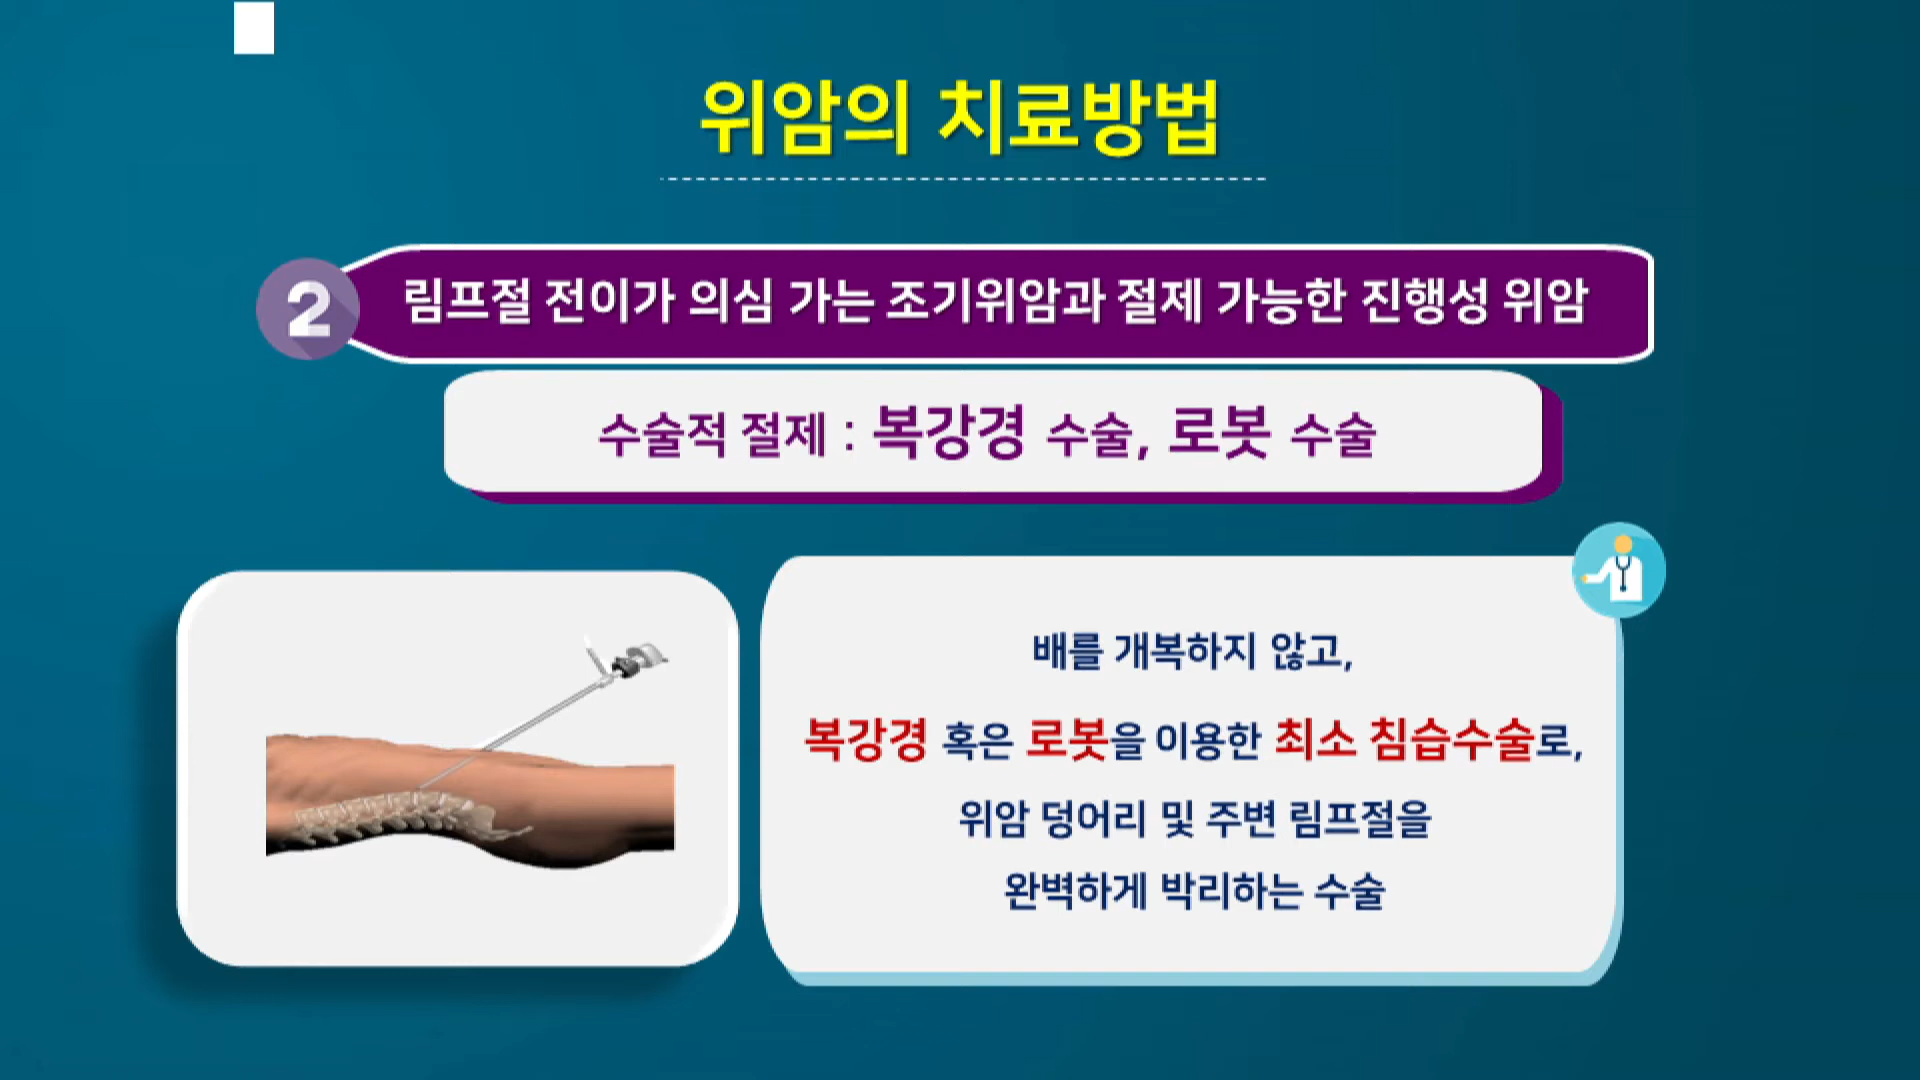 위암의 치료방법
2
림프절 전이가 의심 가는 조기위암과 절제 가능한 진행성 위암
수술적 절제 : 복강경 수술, 로봇 수술
배를 개복하지 않고,
복강경 혹은 로봇을 이용한 최소 침습수술로,
위암 덩어리 및 주변 림프절을
완벽하게 박리하는 수술